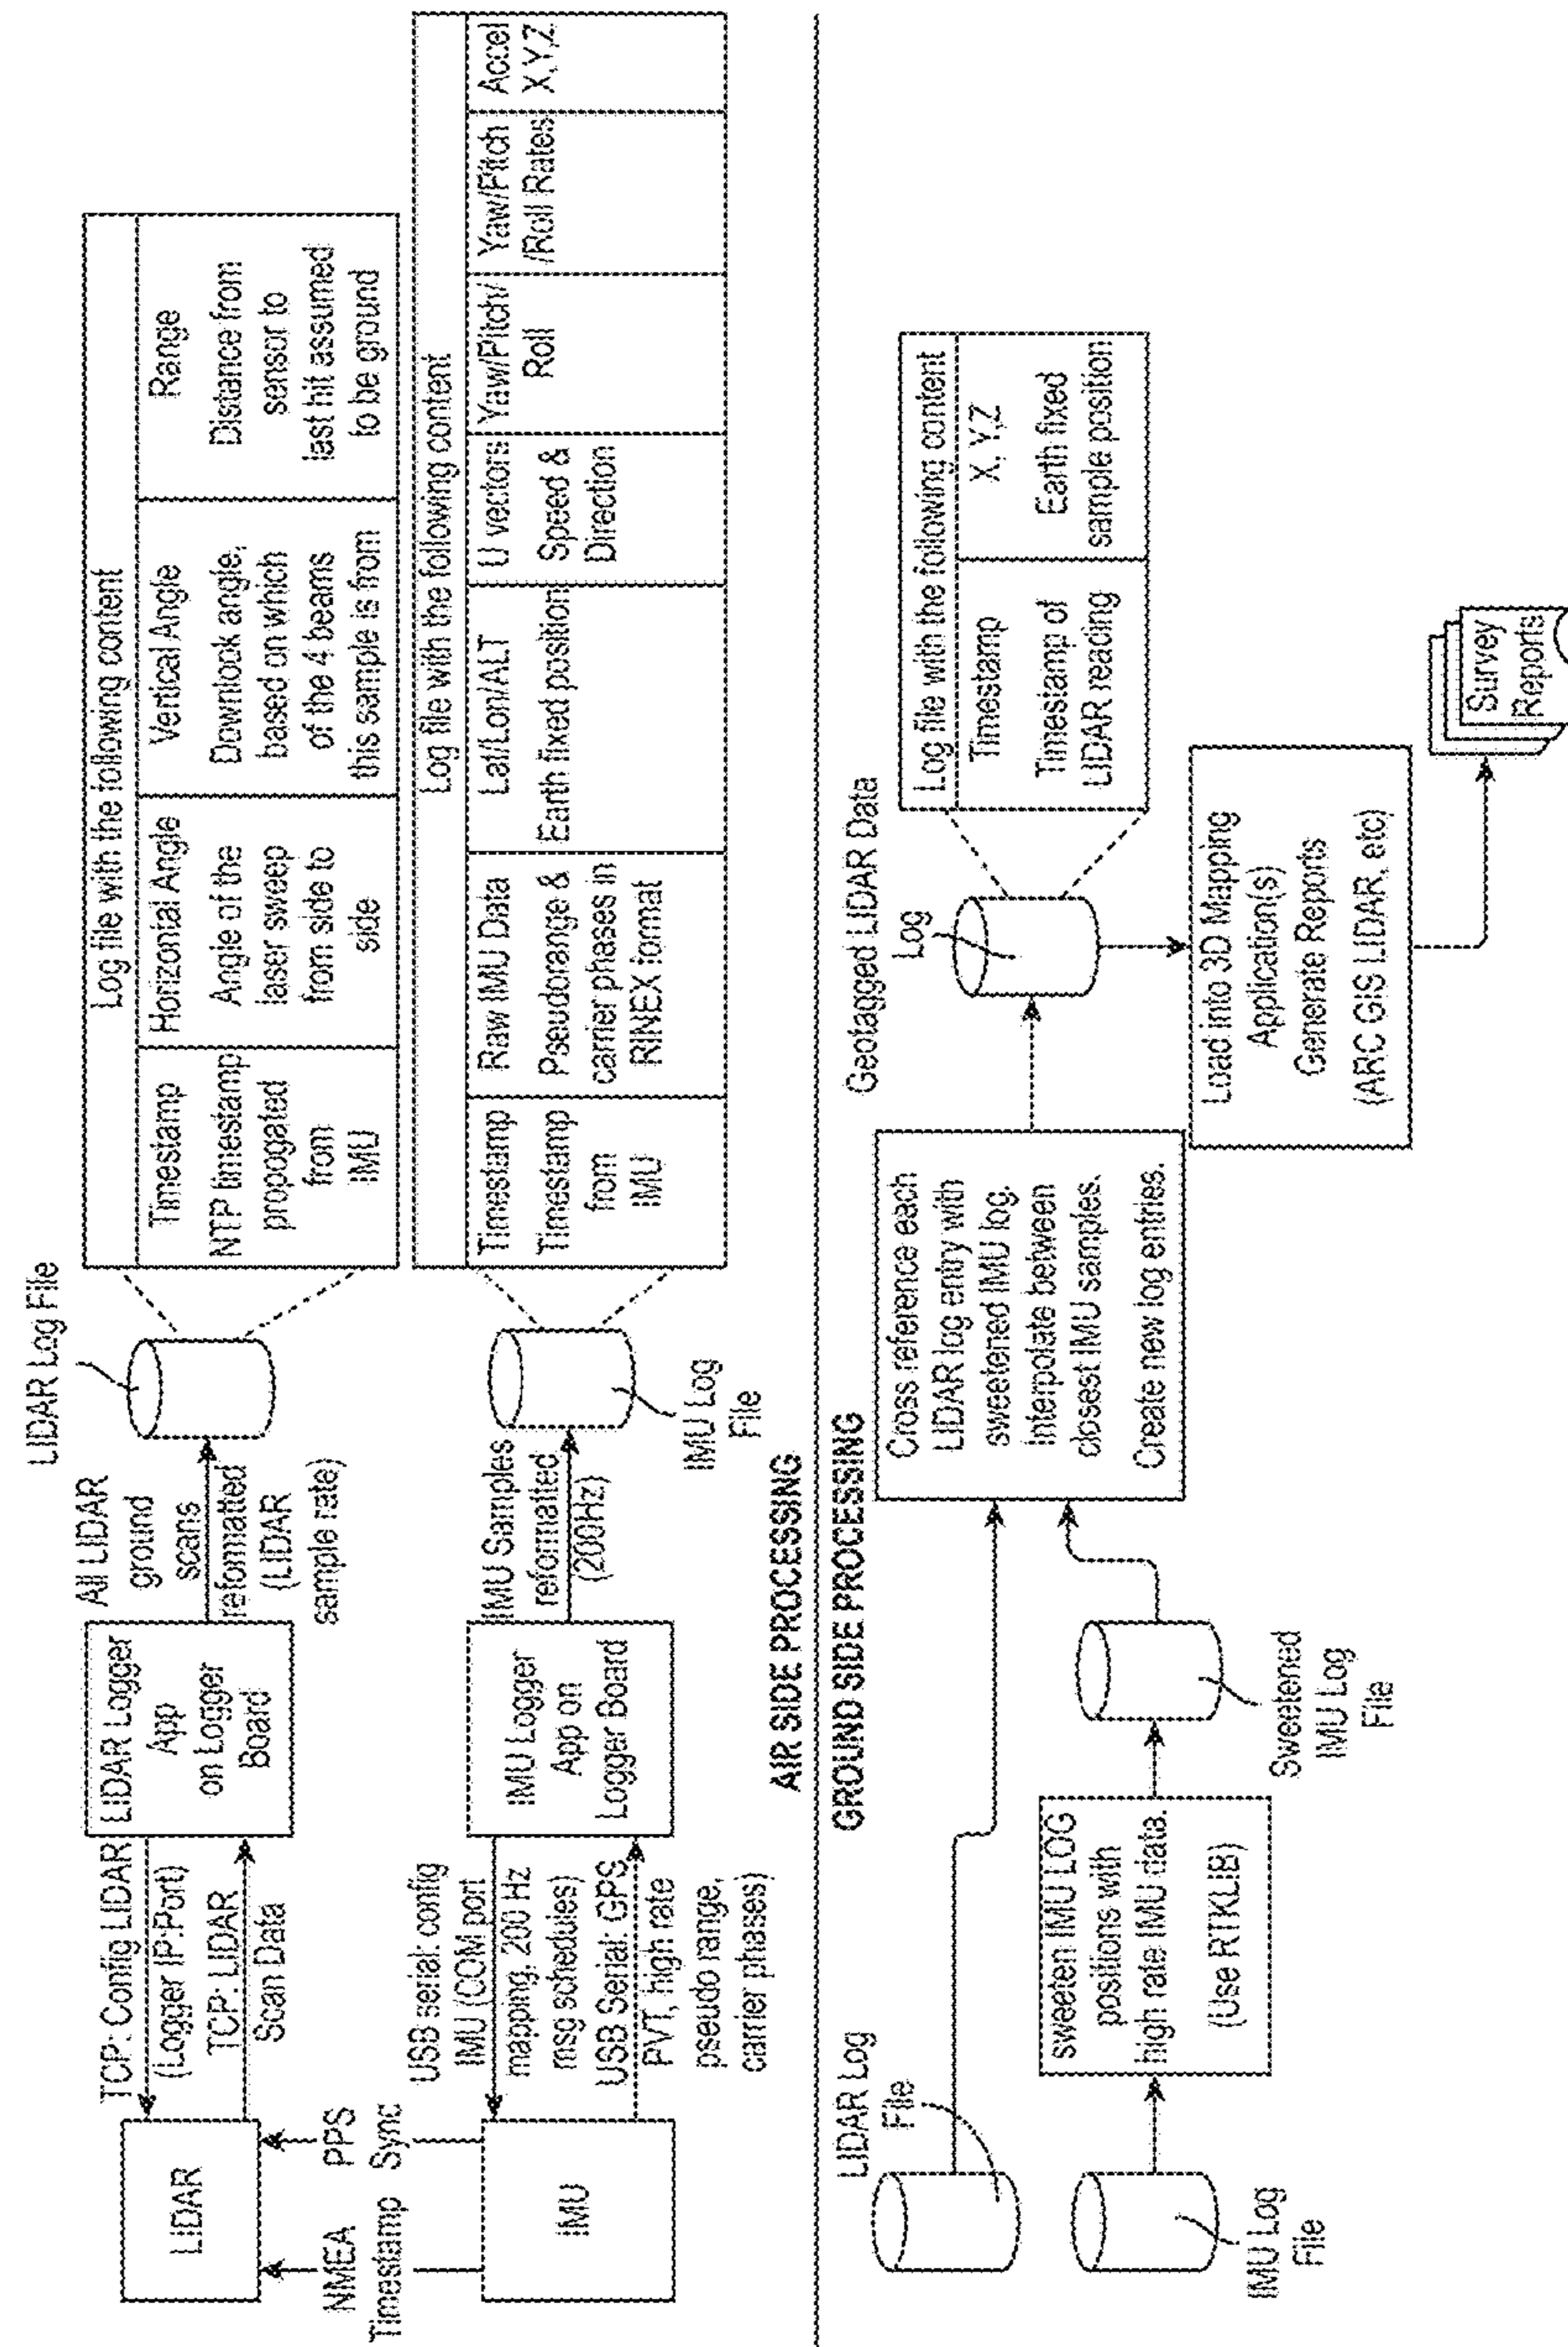 LIDAR
NMEA
Timestamp
PPS
Sync
IMU
TCP: Config LIDAR
(Logger IP:Port)
TCP: LIDAR
Scan Data
LIDAR Logger
App
on Logger
Board
All LIDAR
ground
scans
reformatted
(LIDAR
sample rate)
LIDAR Log File
Log file with the following content
Timestamp
NTP timestamp
propogated
from
IMU
Horizontal Angle
Angle of the
laser sweep
from side to
side
Vertical Angle
Downlook angle,
based on which
of the 4 beams
this sample is from
Range
Distance from
sensor to
last hit assumed
to be ground
USB serial: config
IMU (COM port
mapping, 200 Hz
msg schedules)
USB Serial: GPS,
PVT, high rate
pseudo range,
carrier phases)
IMU Logger
App on
Logger Board
IMU Samples
reformatted
(200Hz)
IMU Log
File
Log file with the following content
Timestamp
Timestamp
from
IMU
Raw IMU Data
Pseudorange &
carrier phases in
RINEX format
Lat/Lon/ALT
Earth fixed position
U vectors
Speed &
Direction
Yaw/Pitch/
Roll
Yaw/Pitch
/Roll Rates
Accel
X,Y,Z
AIR SIDE PROCESSING
GROUND SIDE PROCESSING
LIDAR Log
File
IMU Log
File
sweeten IMU LOG
positions with
high rate IMU data.
(Use RTKLIB)
Sweetened
IMU Log
File
Cross reference each
LIDAR log entry with
sweetened IMU log.
Interpolate between
closest IMU samples.
Create new log entries.
Geotagged LIDAR Data
Log
Log file with the following content
Timestamp
Timestamp of
LIDAR reading
X,Y,Z
Earth fixed
sample position
Load into 3D Mapping
Application(s)
Generate Reports
(ARC GIS LIDAR, etc)
Survey
Reports